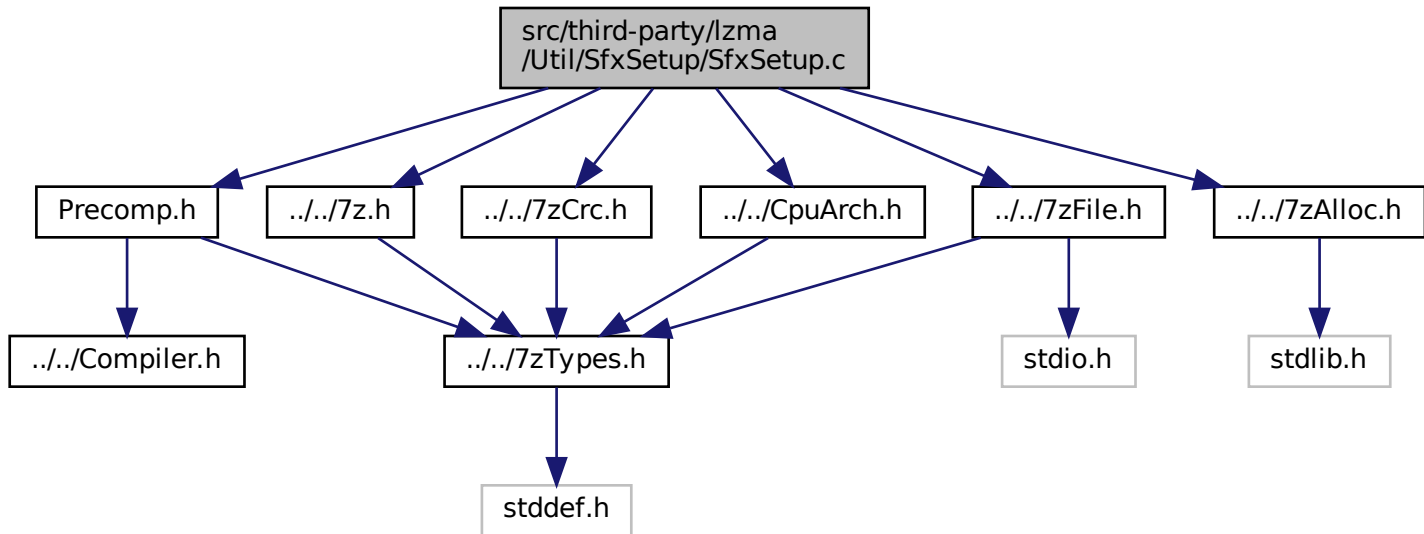 src/third-party/lzma
/Util/SfxSetup/SfxSetup.c
Precomp.h
../../7z.h
../../7zCrc.h
../../CpuArch.h
../../7zFile.h
../../7zAlloc.h
../../Compiler.h
../../7zTypes.h
stdio.h
stdlib.h
stddef.h